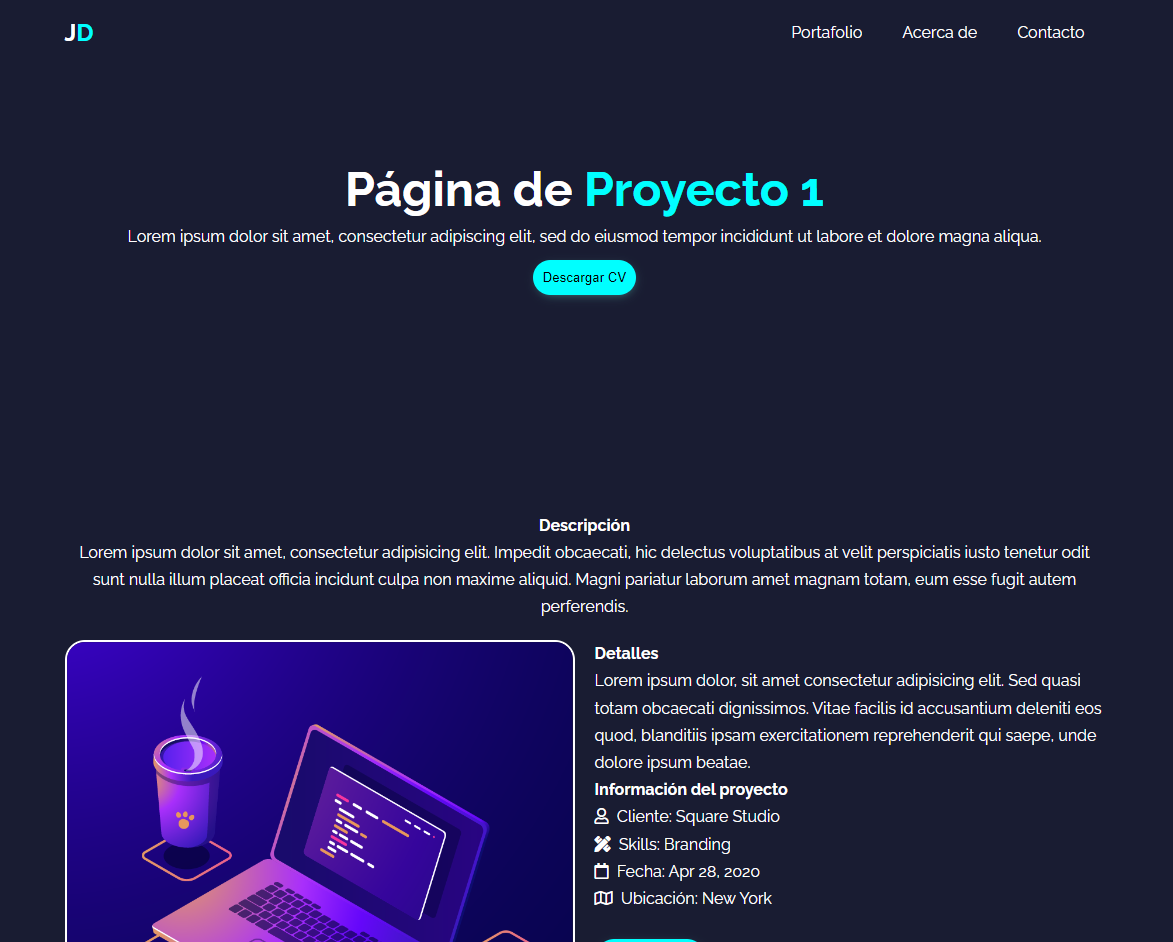 JD
Portafolio Acerca de Contacto
Página de Proyecto 1
Lorem ipsum dolor sit amet, consectetur adipiscing elit, sed do eiusmod tempor incididunt ut labore et dolore magna aliqua.
Descargar CV
Descripción
Lorem ipsum dolor sit amet, consectetur adipisicing elit. Impedit obcaecati, hic delectus voluptatibus at velit perspiciatis iusto tenetur odit
sunt nulla illum placeat officia incidunt culpa non maxime aliquid. Magni pariatur laborum amet magnam totam, eum esse fugit autem
perferendis.
Detalles
Lorem ipsum dolor, sit amet consectetur adipisicing elit. Sed quasi
totam obcaecati dignissimos. Vitae facilis id accusantium deleniti eos
quod, blanditiis ipsam exercitationem reprehenderit qui saepe, unde
dolore ipsum beatae.
Información del proyecto
Cliente: Square Studio
Skills: Branding
Fecha: Apr 28, 2020
Ubicación: New York